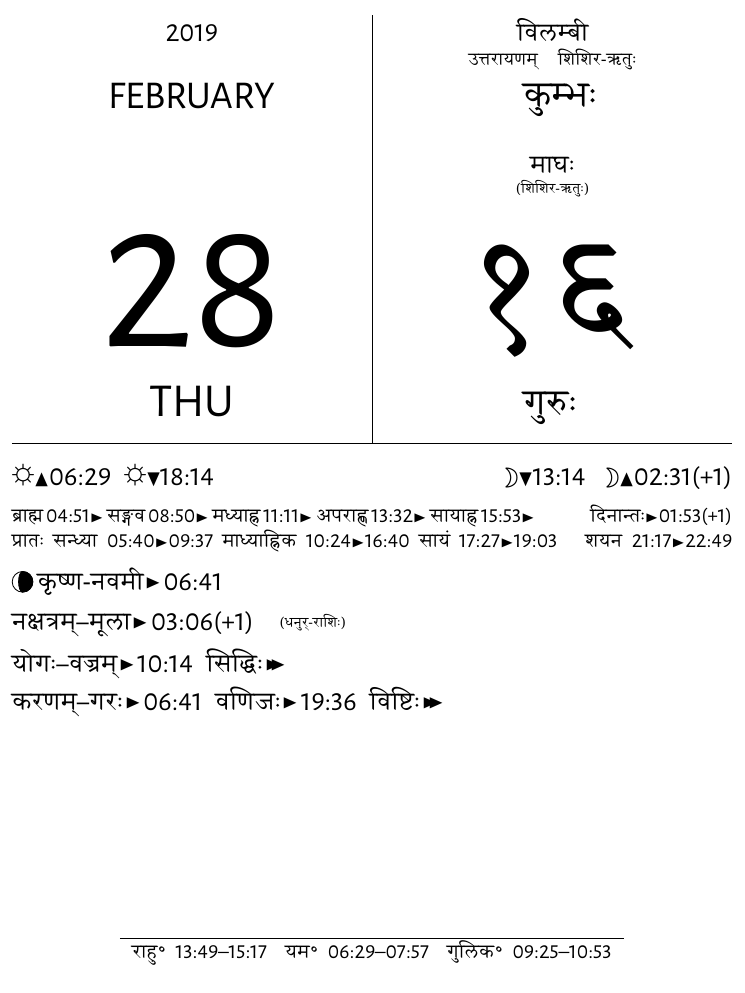 2019
FEBRUARY
28
THU
विलम्बी
उत्तरायणम् शिशिर-ऋतुः
कुम्भः
माघः
(शिशिर-ऋतुः)
१६
गुरुः
☼▲06:29 ☼▼18:14 ☽▼13:14 ☽▲02:31(+1)
ब्राह्म 04:51► सङ्गव 08:50► मध्याह्न 11:11► अपराह्ण 13:32► सायाह्न 15:53► दिनान्तः►01:53(+1)
प्रातः सन्ध्या 05:40►09:37 माध्याह्निक 10:24►16:40 सायं 17:27►19:03 शयन 21:17►22:49
कृष्ण-नवमी► 06:41
नक्षत्रम्–मूला► 03:06(+1) (धनुर्-राशिः)
योगः–वज्रम्►10:14 सिद्धिः►►
करणम्–गरः►06:41 वणिजः►19:36 विष्टिः►►
राहु° 13:49–15:17 यम° 06:29–07:57 गुलिक° 09:25–10:53